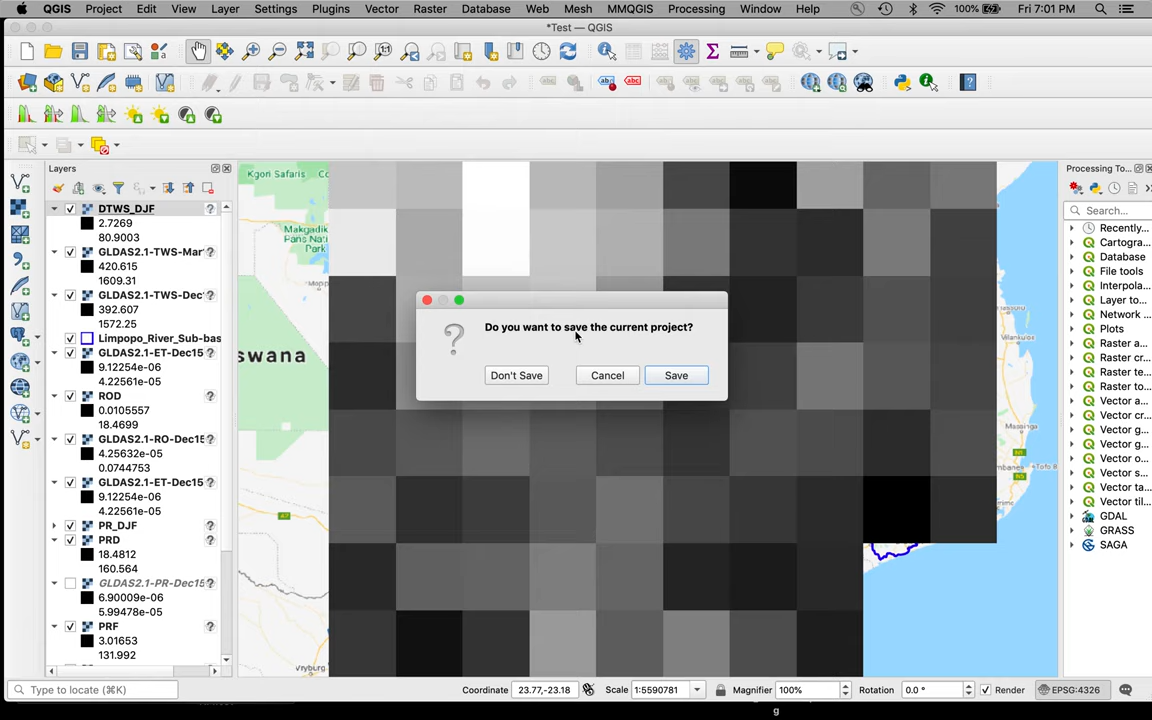 QGIS Project Edit View Layer Settings Plugins Vector Raster Database Web Mesh MMQGIS Processing Window Help 100% Fri 7:01 PM
*Test — QGIS
Layers
DTWS_DJF
2.7269
80.9003
GLDAS2.1-TWS-Mar
420.615
1609.31
GLDAS2.1-TWS-Dec
392.607
1572.25
Limpopo_River_Sub-bas
GLDAS2.1-ET-Dec15
9.12254e-06
4.22561e-05
ROD
0.0105557
18.4699
GLDAS2.1-RO-Dec15
4.25632e-05
0.0744753
GLDAS2.1-ET-Dec15
9.12254e-06
4.22561e-05
PR_DJF
PRD
18.4812
160.564
GLDAS2.1-PR-Dec15
6.90009e-06
5.99478e-05
PRF
3.01653
131.992
Kgori Safaris
Makgadik
Pans Nati
Park
swana
A7
Vryburg
Massinga
Do you want to save the current project?
Don't Save Cancel Save
Processing To...
Search...
Recently...
Cartogra...
Database
File tools
Interpola...
Layer to...
Network ...
Plots
Raster a...
Raster cr...
Raster te...
Raster to...
Vector a...
Vector cr...
Vector g...
Vector g...
Vector o...
Vector s...
Vector ta...
Vector til...
GDAL
GRASS
SAGA
Type to locate (⌘K) Coordinate 23.77,-23.18 Scale 1:5590781 Magnifier 100% Rotation 0.0 ° Render EPSG:4326